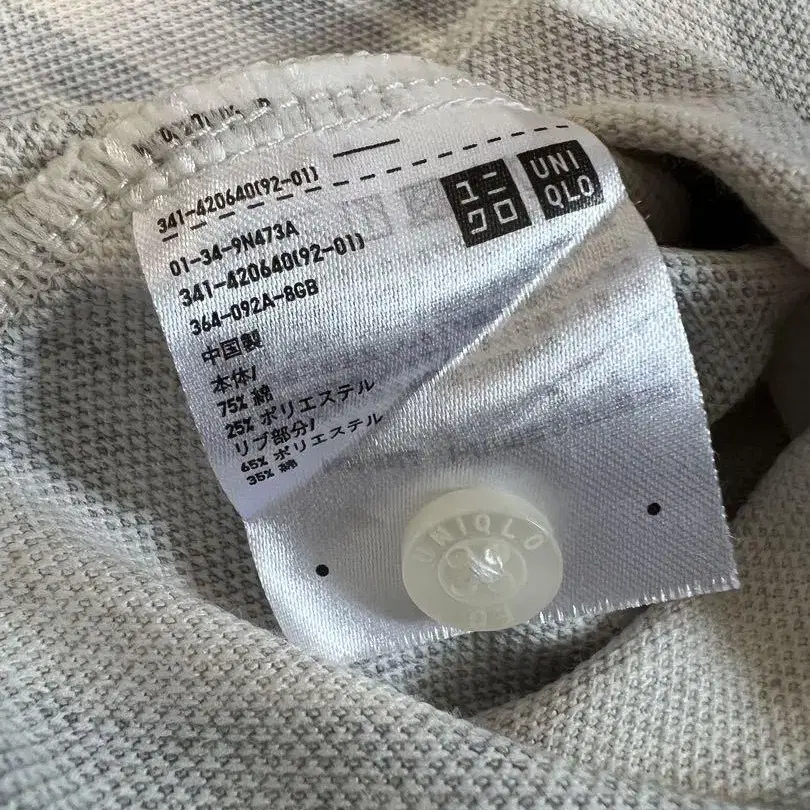 341-420640(92-01)
01-34-9N473A
341-420640(92-01)
364-092A-8GB
中国製
本体/
75% 綿
25% ポリエステル
リブ部分/
65% ポリエステル
35% 綿
ユニ
クロ
UNI
QLO
UNIQLO